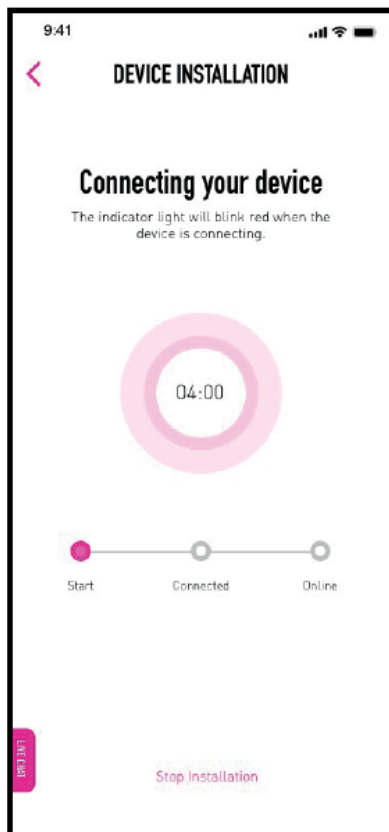 9:41
DEVICE INSTALLATION
Connecting your device
The indicator light will blink red when the
device is connecting.
04:00
Start Connected Online
LIVE CHAT
Stop Installation